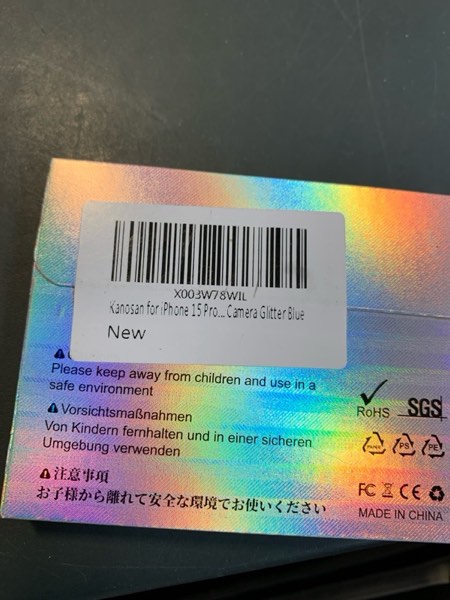 X003W78WIL
Kanosan for iPhone 15 Pro... Camera Glitter Blue
New
Please keep away from children and use in a
safe environment
Vorsichtsmaßnahmen
Von Kindern fernhalten und in einer sicheren
Umgebung verwenden
注意事項
お子様から離れて安全な環境でお使いください
RoHS SGS
PS PE
FC CE
MADE IN CHINA